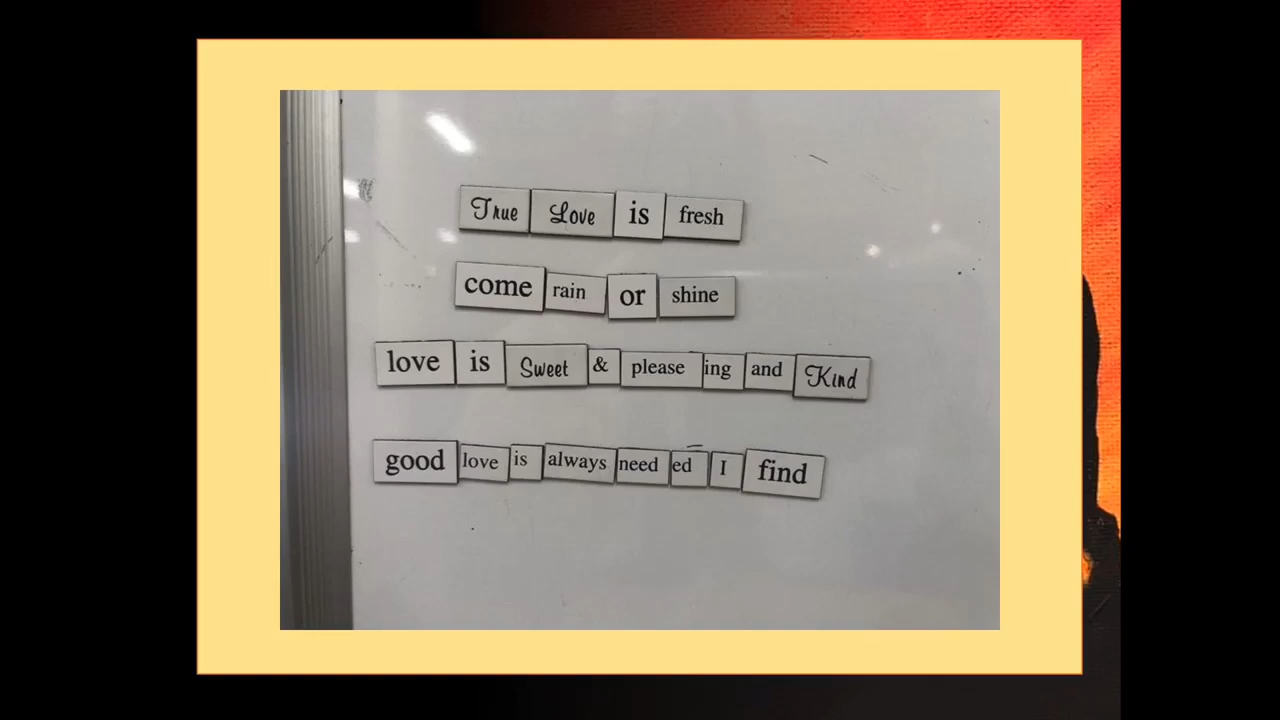 True Love is fresh
come rain or shine
love is Sweet & please ing and Kind
good love is always need ed I find